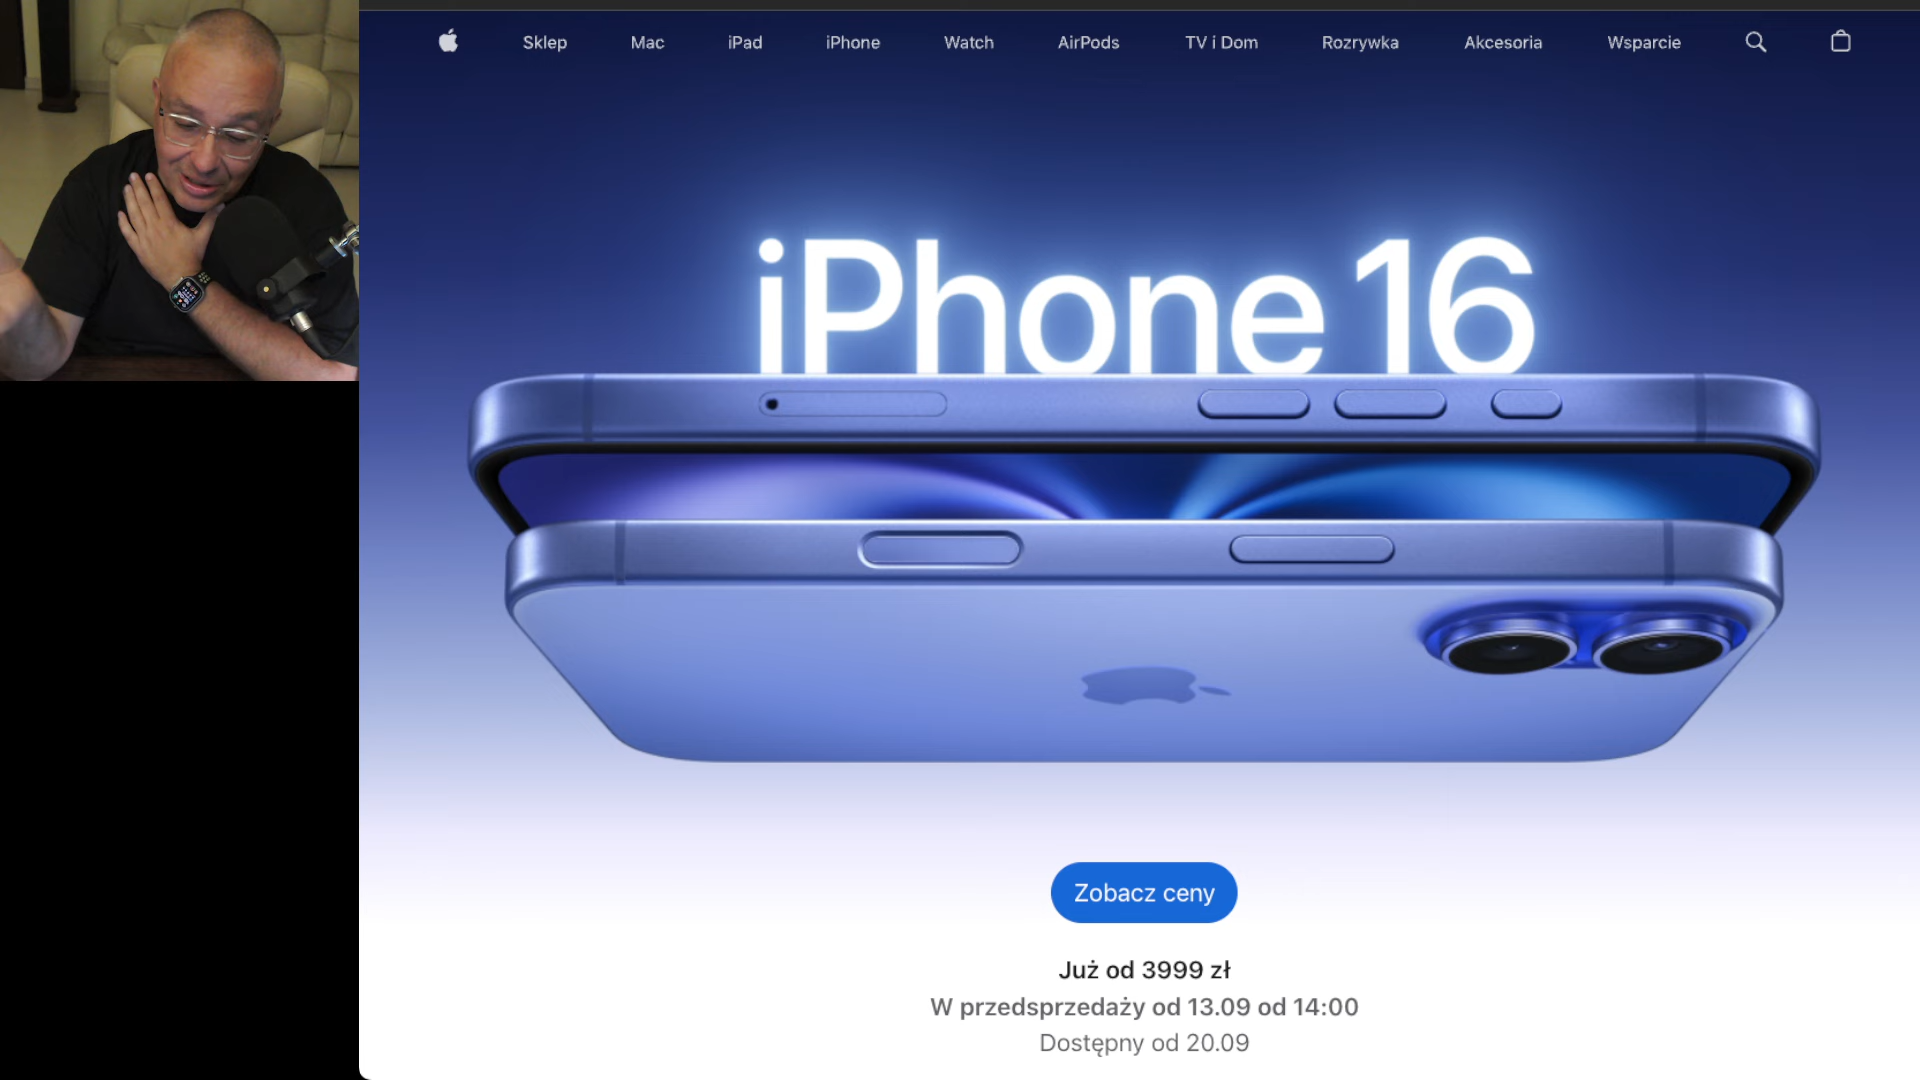 Sklep Mac iPad iPhone Watch AirPods TV i Dom Rozrywka Akcesoria Wsparcie
iPhone 16
Zobacz ceny
Już od 3999 zł
W przedsprzedaży od 13.09 od 14:00
Dostępny od 20.09